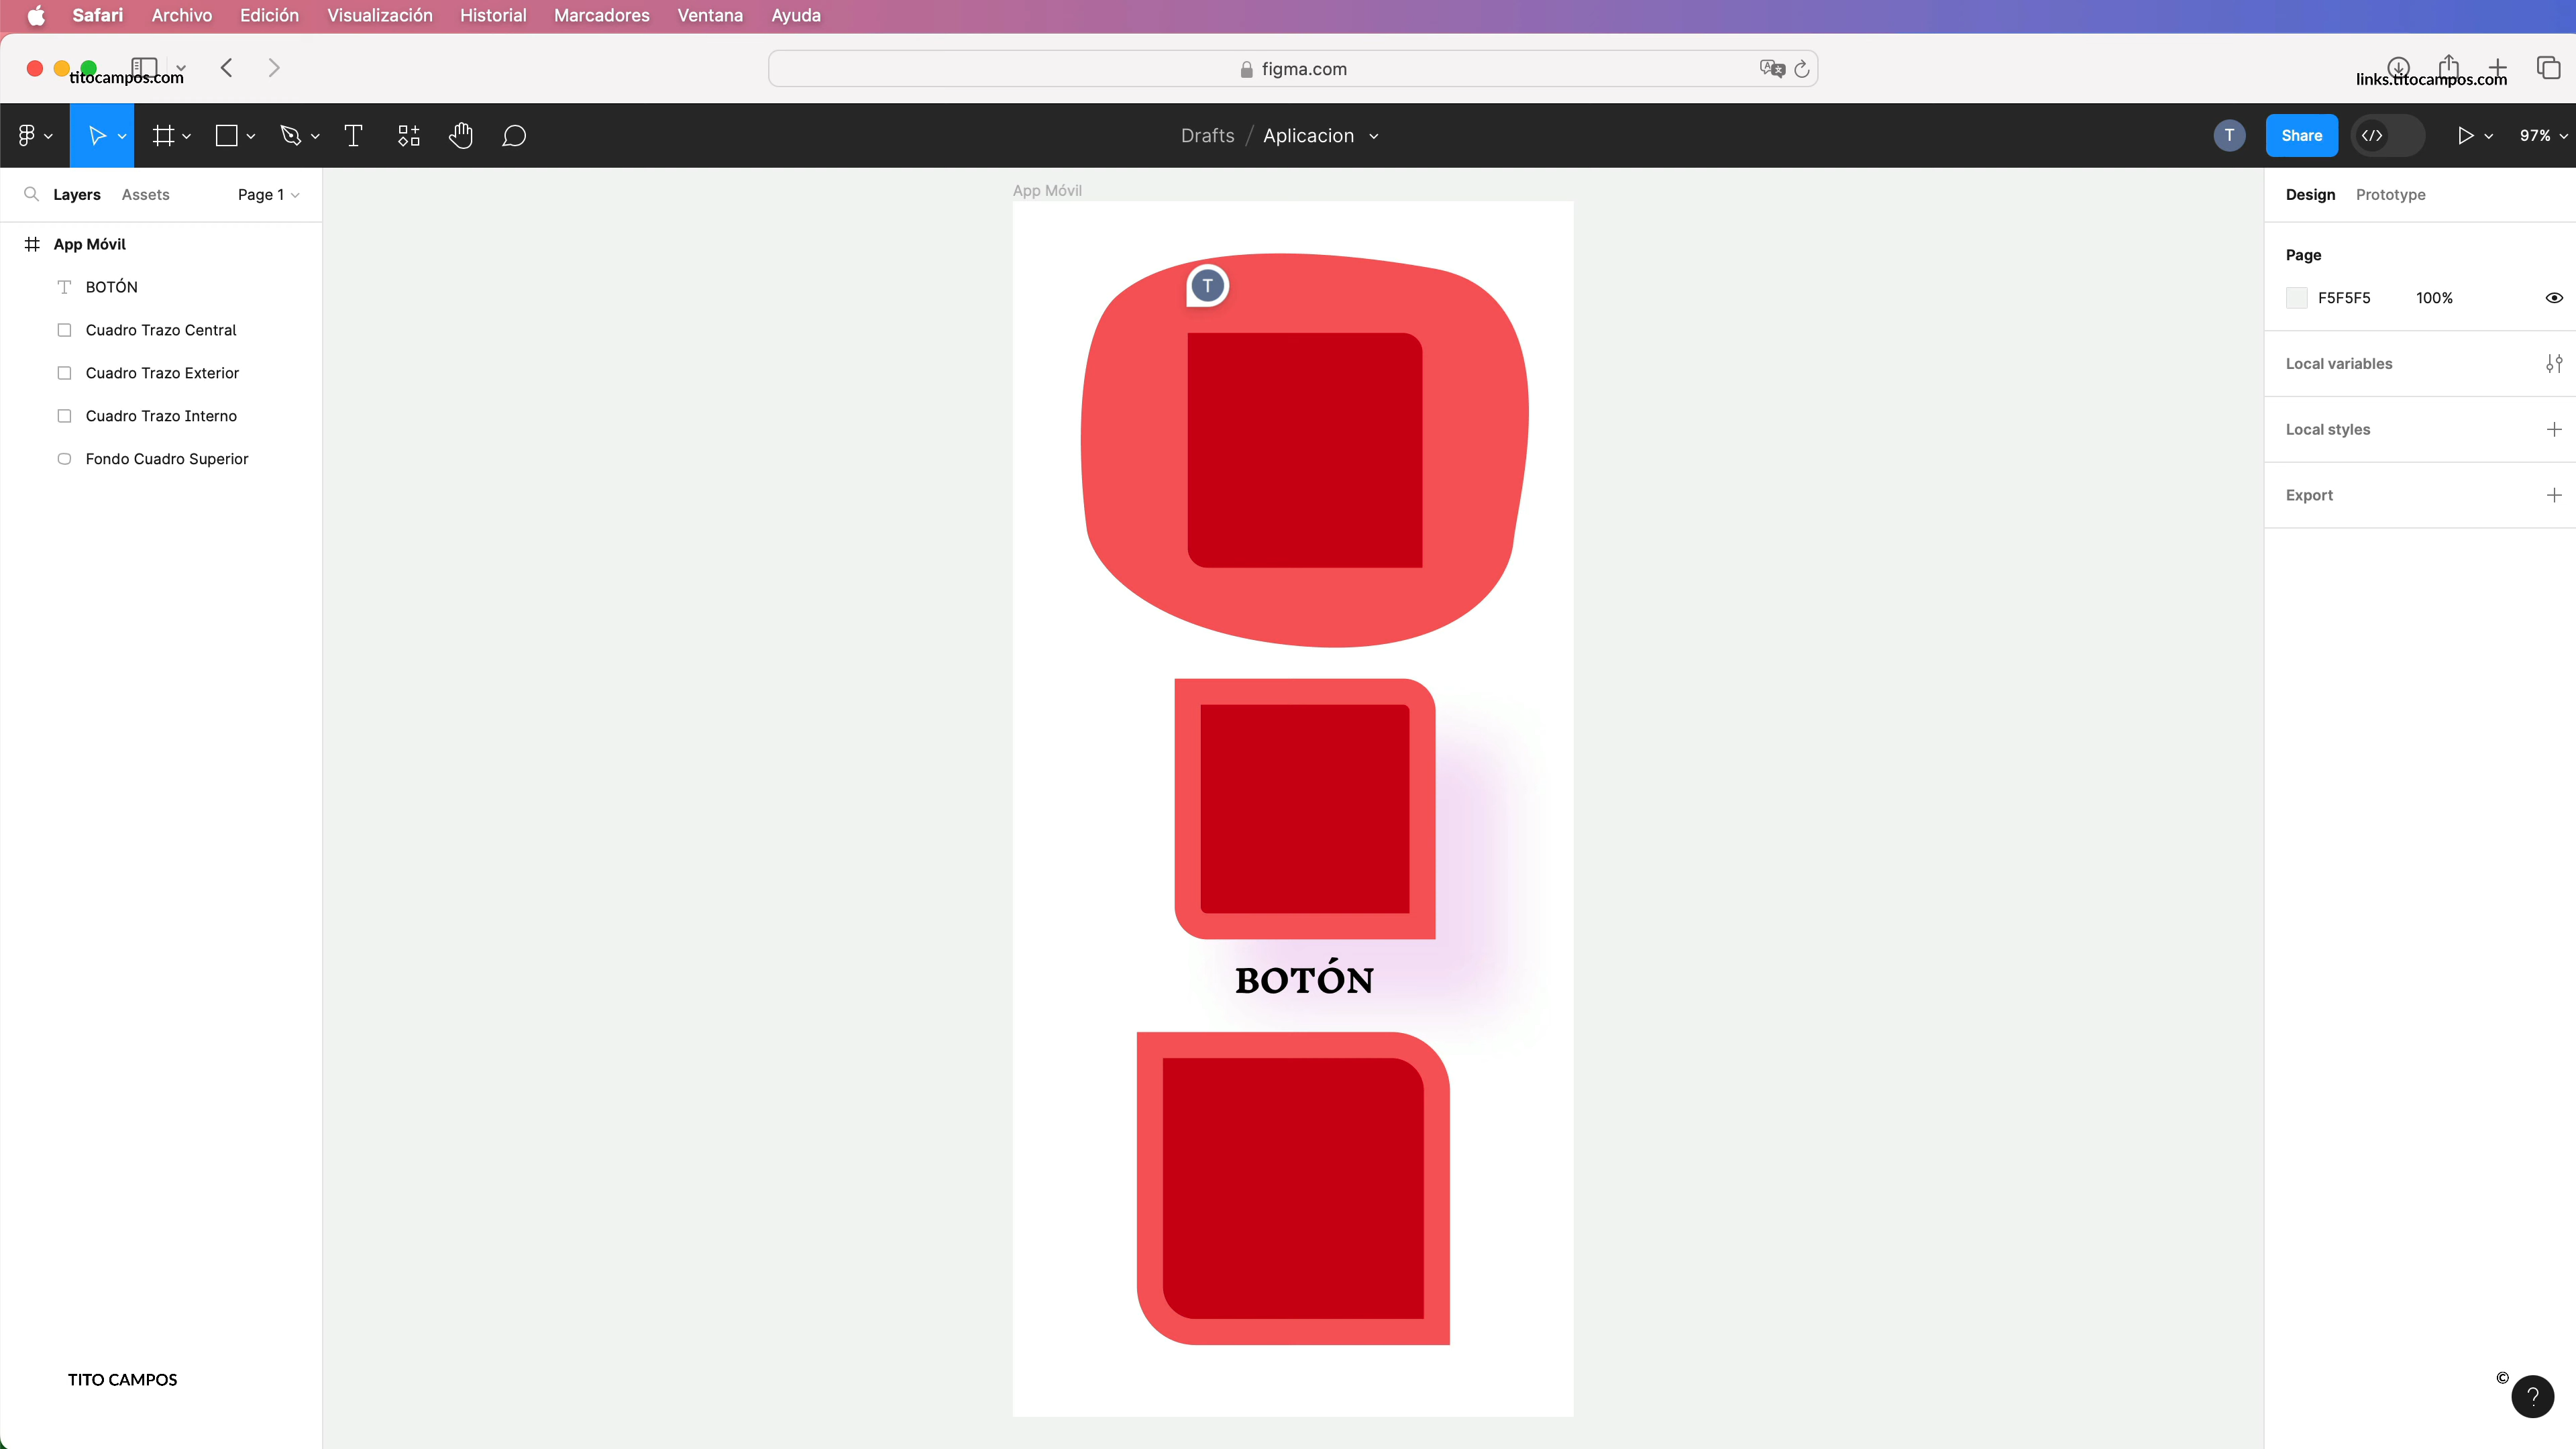 Safari Archivo Edición Visualización Historial Marcadores Ventana Ayuda
titocampos.com
figma.com
links.titocampos.com
Drafts / Aplicacion
T
Share
</>
97%
Layers Assets Page 1
App Móvil
BOTÓN
Cuadro Trazo Central
Cuadro Trazo Exterior
Cuadro Trazo Interno
Fondo Cuadro Superior
TITO CAMPOS
App Móvil
T
BOTÓN
Design Prototype
Page
F5F5F5 100%
Local variables
Local styles
Export
©
?